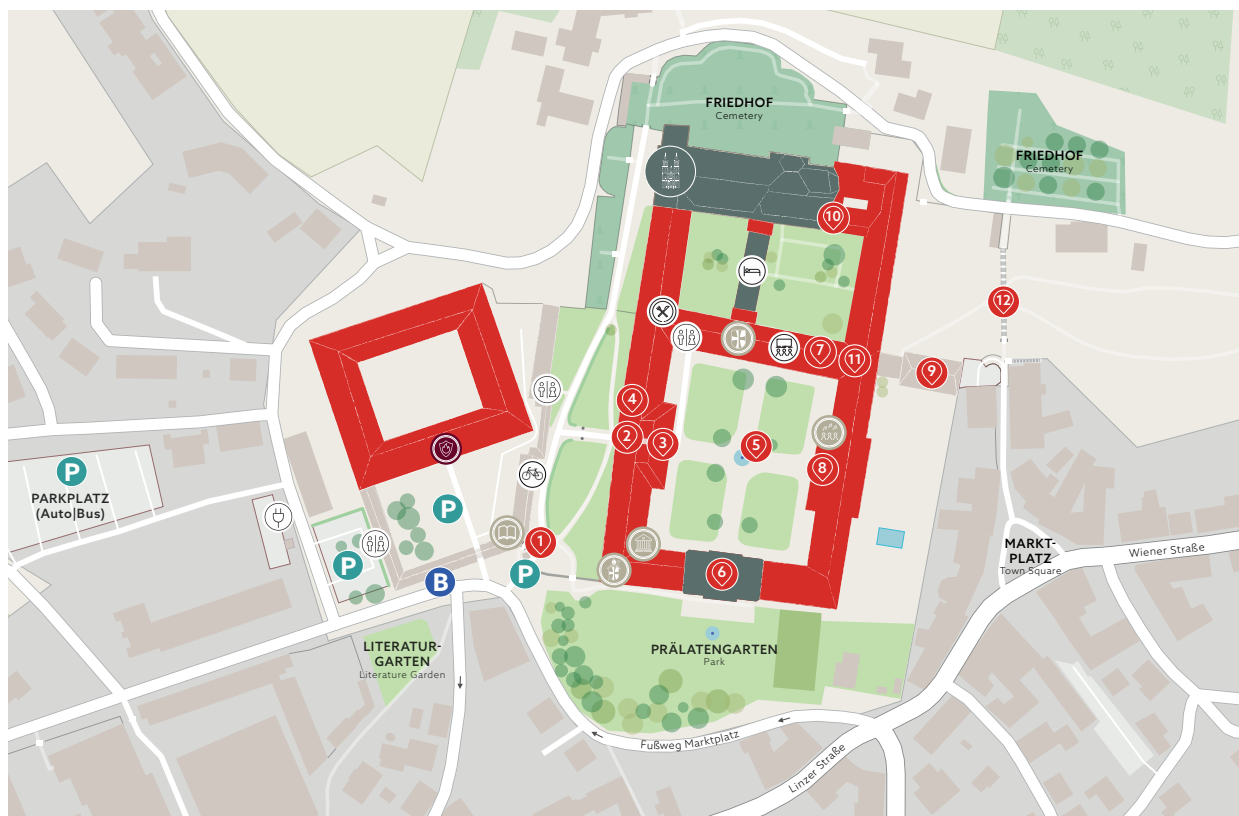 FRIEDHOF
Cemetery
FRIEDHOF
Cemetery
10
12
7
11
9
4
2
3
5
8
P
PARKPLATZ
(Auto|Bus)
P
1
P
P
B
6
MARKT-
PLATZ
Town Square
Wiener Straße
LITERATUR-
GARTEN
Literature Garden
PRÄLATENGARTEN
Park
Fußweg Marktplatz
Linzer Straße